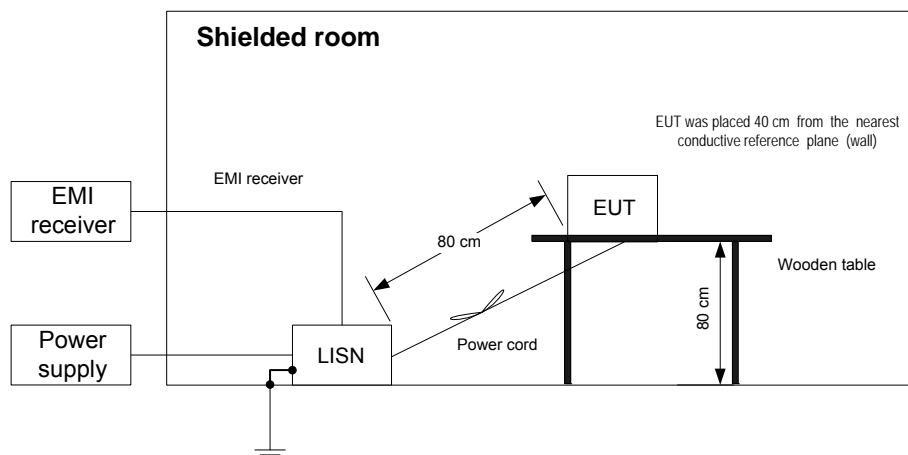 Shielded room
EUT was placed 40 cm from the nearest
conductive reference plane (wall)
EMI receiver
EMI
receiver
EUT
80 cm
Wooden table
80 cm
Power cord
LISN
Power
supply